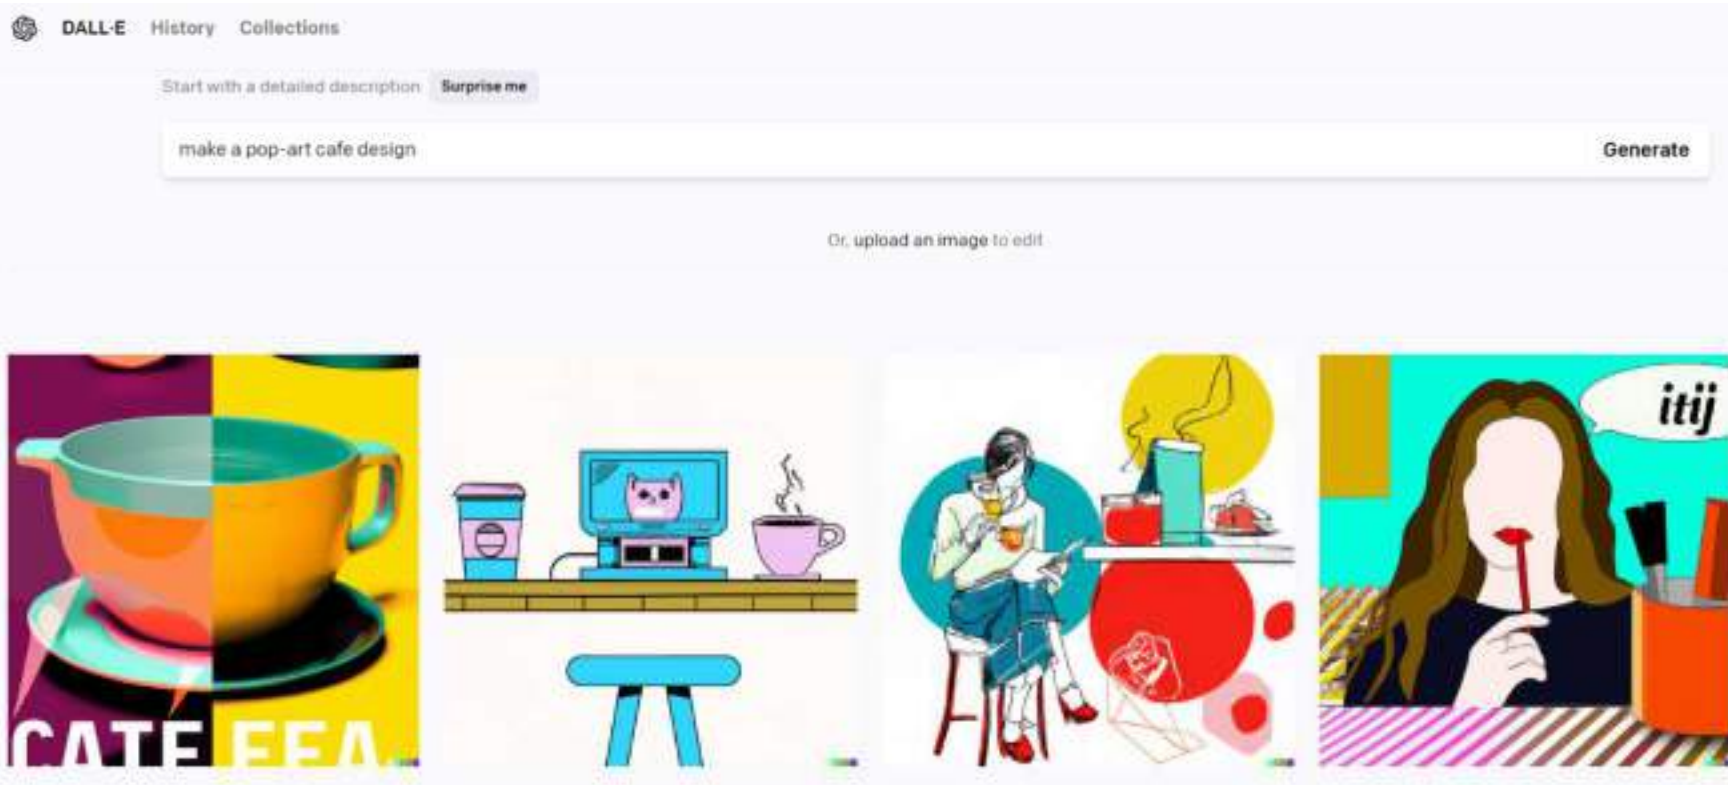 DALL·E History Collections
Start with a detailed description Surprise me
make a pop-art cafe design Generate
Or, upload an image to edit
itij
CATE FFA